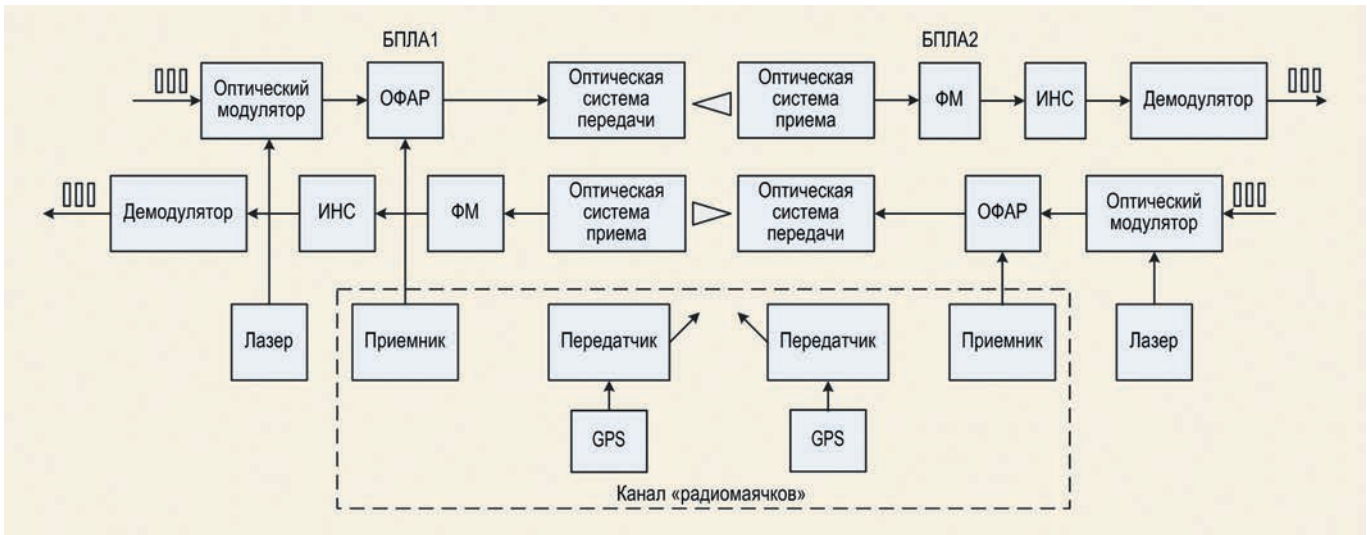 БПЛА1
БПЛА2
Оптический
модулятор
ОФАР
Оптическая
система
передачи
Оптическая
система
приема
ФМ
ИНС
Демодулятор
Демодулятор
ИНС
ФМ
Оптическая
система
приема
Оптическая
система
передачи
ОФАР
Оптический
модулятор
Лазер
Приемник
Передатчик
Передатчик
Приемник
Лазер
GPS
GPS
Канал «радиомаячков»